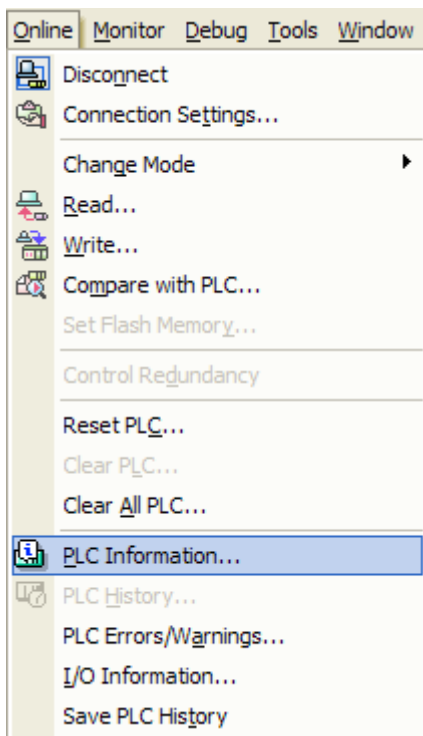 Online Monitor Debug Tools Window
Disconnect
Connection Settings...
Change Mode
Read...
Write...
Compare with PLC...
Set Flash Memory...
Control Redundancy
Reset PLC...
Clear PLC...
Clear All PLC...
PLC Information...
PLC History...
PLC Errors/Warnings...
I/O Information...
Save PLC History